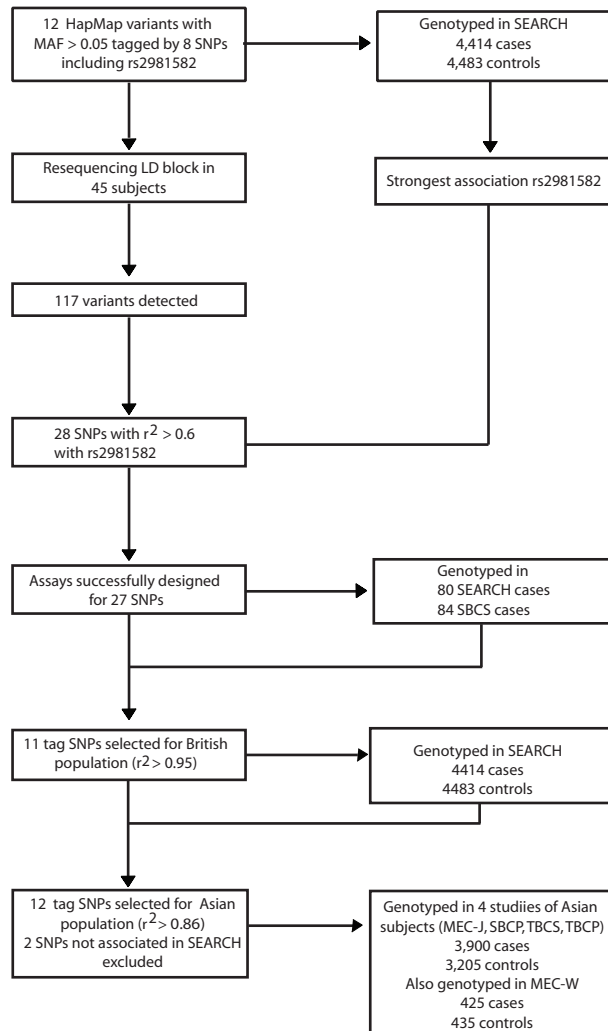 12 HapMap variants with
MAF > 0.05 tagged by 8 SNPs
including rs2981582
Genotyped in SEARCH
4,414 cases
4,483 controls
Resequencing LD block in
45 subjects
Strongest association rs2981582
117 variants detected
28 SNPs with r2 > 0.6
with rs2981582
Assays successfully designed
for 27 SNPs
Genotyped in
80 SEARCH cases
84 SBCS cases
11 tag SNPs selected for British
population (r2 > 0.95)
Genotyped in SEARCH
4414 cases
4483 controls
12 tag SNPs selected for Asian
population (r2 > 0.86)
2 SNPs not associated in SEARCH
excluded
Genotyped in 4 studiies of Asian
subjects (MEC-J, SBCP, TBCS, TBCP)
3,900 cases
3,205 controls
Also genotyped in MEC-W
425 cases
435 controls